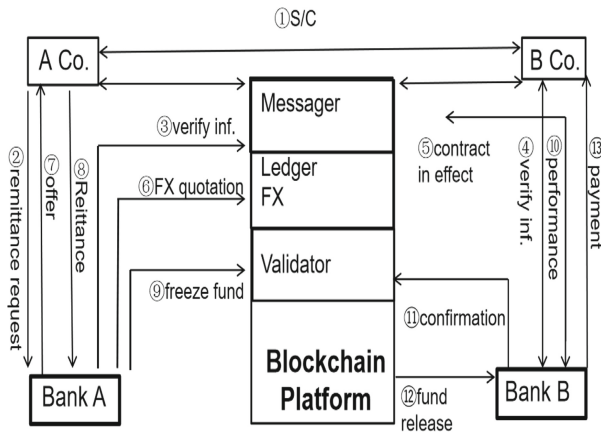 ①S/C
A Co.
B Co.
Messager
③verify inf.
Ledger
FX
⑥FX quotation
Validator
⑨freeze fund
②remittance request
⑦offer
⑧Reittance
⑤contract
in effect
④verify inf.
⑩performance
⑬payment
⑪confirmation
Blockchain
Platform
⑫fund
release
Bank A
Bank B